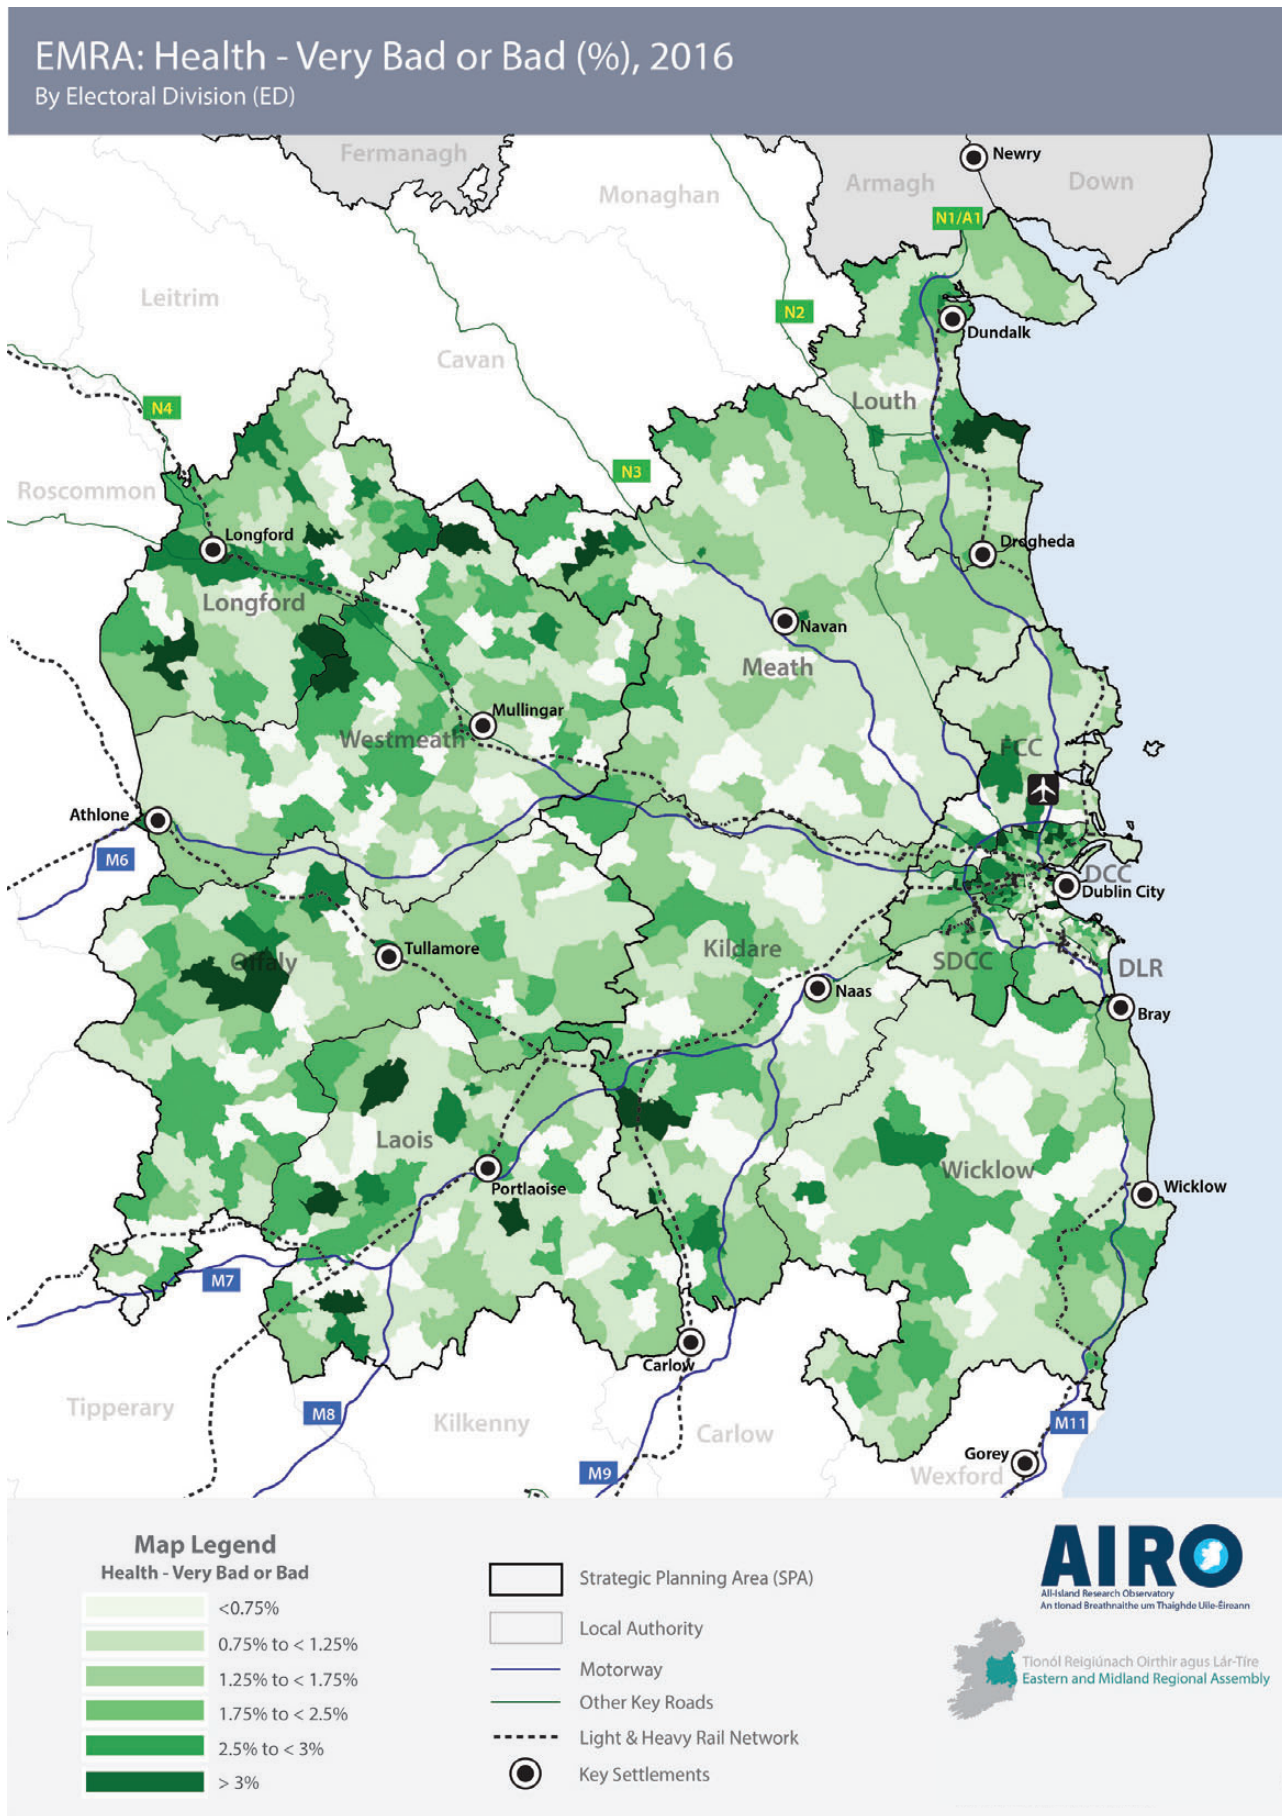 EMRA: Health - Very Bad or Bad (%), 2016
By Electoral Division (ED)
Fermanagh
Monaghan
Armagh
Newry
Down
N1/A1
Leitrim
N2
Dundalk
Cavan
N4
Louth
Roscommon
N3
Longford
Drogheda
Longford
Navan
Meath
Mullingar
Westmeath
FCC
Athlone
M6
DCC
Dublin City
Offaly
Tullamore
Kildare
SDCC
DLR
Naas
Bray
Laois
Portlaoise
Wicklow
Wicklow
M7
Carlow
Tipperary
M8
Kilkenny
Carlow
M11
M9
Gorey
Wexford
Map Legend
Health - Very Bad or Bad
<0.75%
0.75% to < 1.25%
1.25% to < 1.75%
1.75% to < 2.5%
2.5% to < 3%
> 3%
Strategic Planning Area (SPA)
Local Authority
Motorway
Other Key Roads
Light & Heavy Rail Network
Key Settlements
AIRO
All-Island Research Observatory
An tIonad Breathnaithe um Thaighde Uile-Éireann
Tionól Reigiúnach Oirthir agus Lár-Tíre
Eastern and Midland Regional Assembly